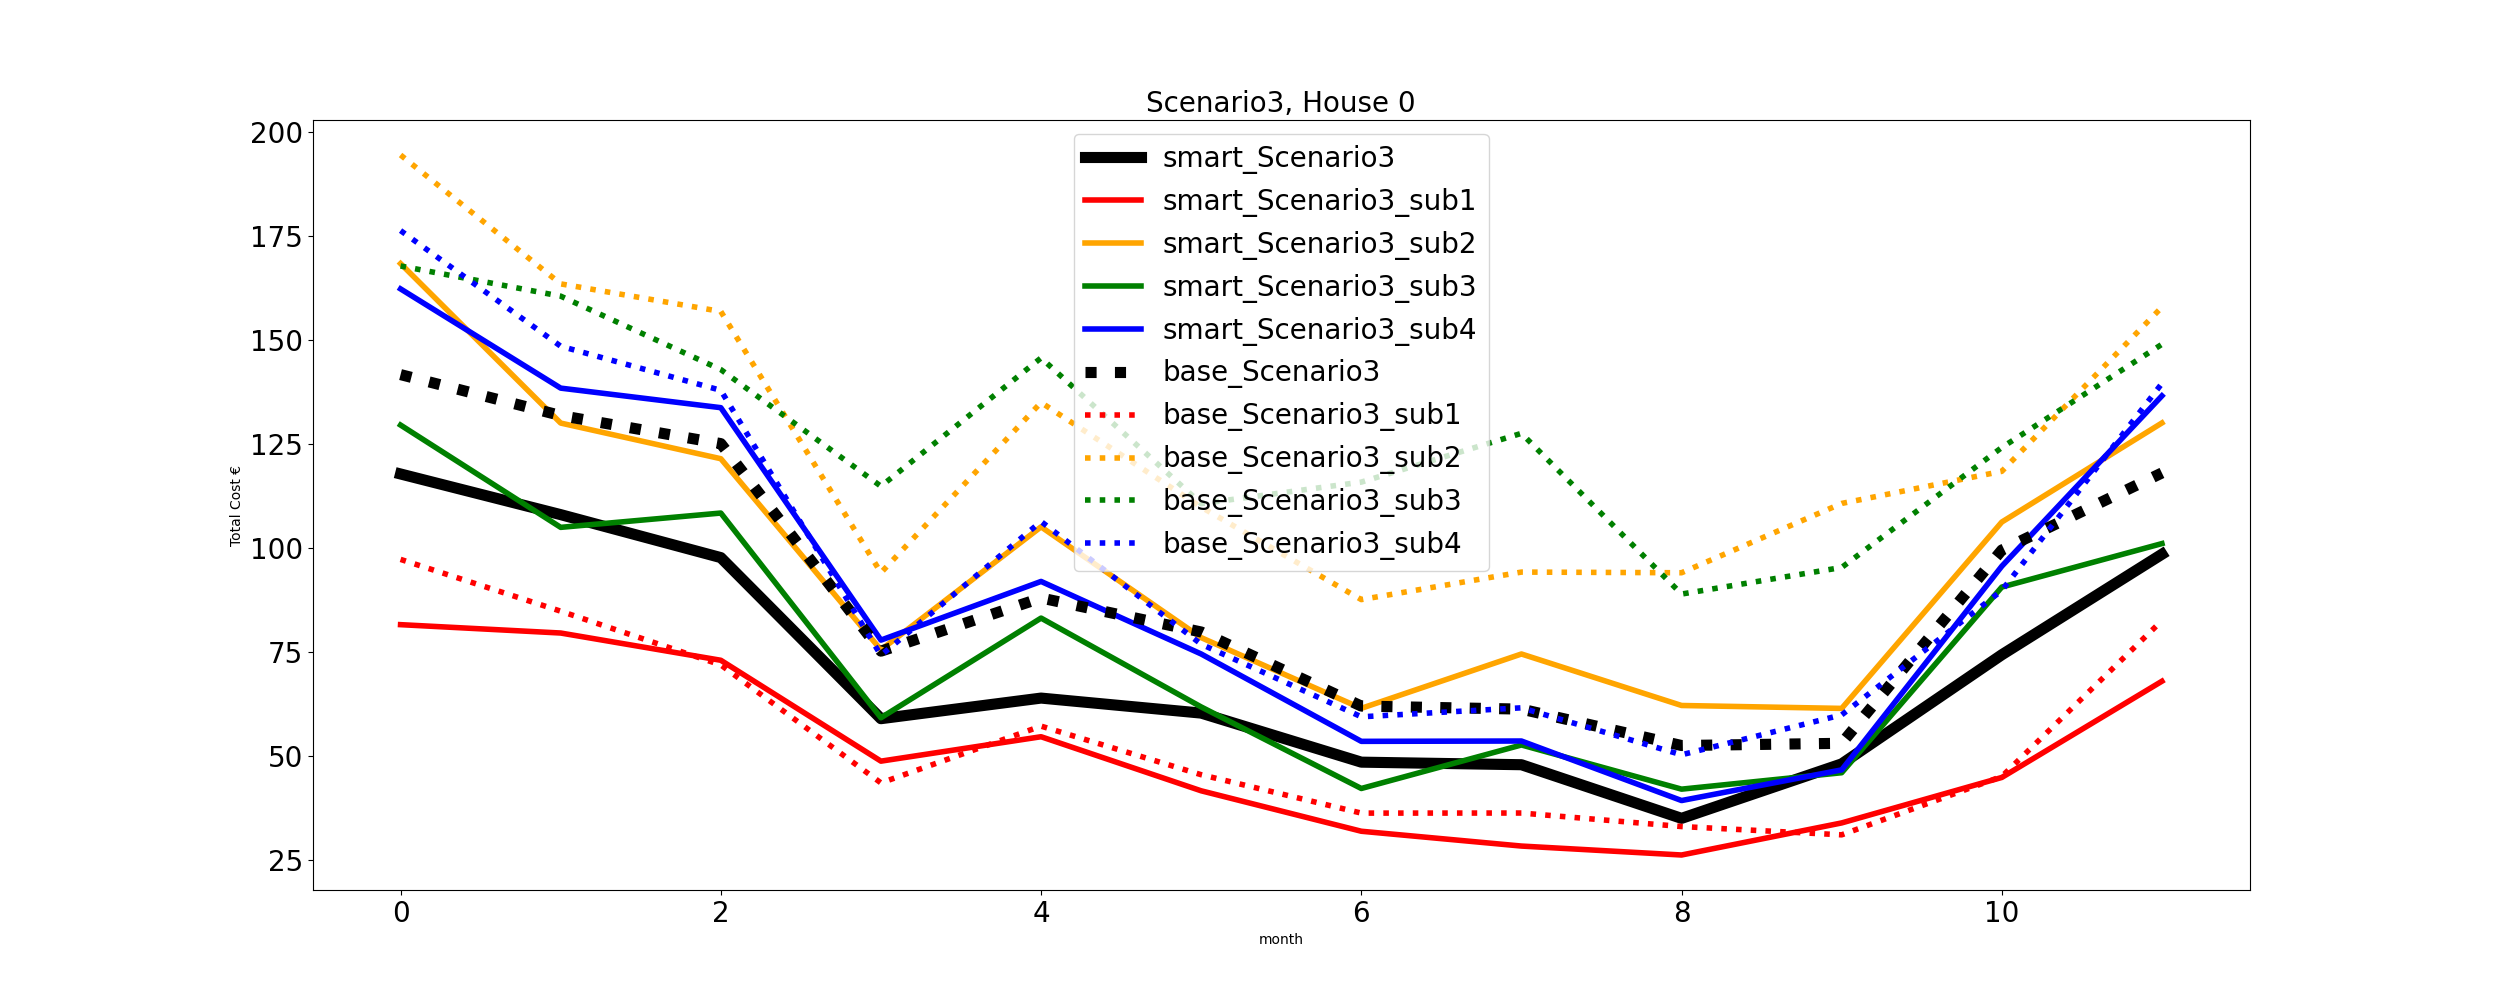 Scenario3, House 0
200
175
150
125
100
75
50
25
Total Cost €
smart_Scenario3
smart_Scenario3_sub1
smart_Scenario3_sub2
smart_Scenario3_sub3
smart_Scenario3_sub4
base_Scenario3
base_Scenario3_sub1
base_Scenario3_sub2
base_Scenario3_sub3
base_Scenario3_sub4
0 2 4 6 8 10
month